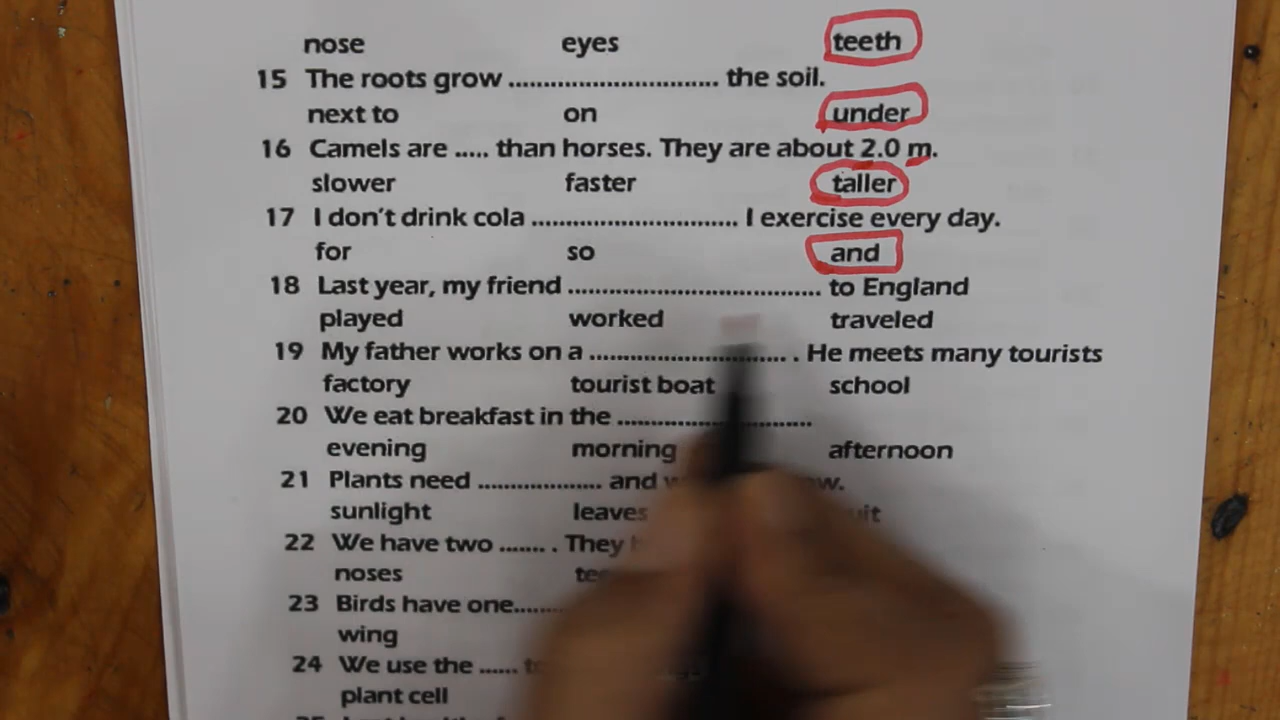 nose eyes teeth
15 The roots grow .............................. the soil.
next to on under
16 Camels are ..... than horses. They are about 2.0 m.
slower faster taller
17 I don't drink cola .............................. I exercise every day.
for so and
18 Last year, my friend ..................................... to England
played worked traveled
19 My father works on a ............................. . He meets many tourists
factory tourist boat school
20 We eat breakfast in the .............................
evening morning afternoon
21 Plants need ................... and
sunlight leaves
22 We have two ....... . They
noses
23 Birds have one.......
wing
24 We use the ......
plant cell